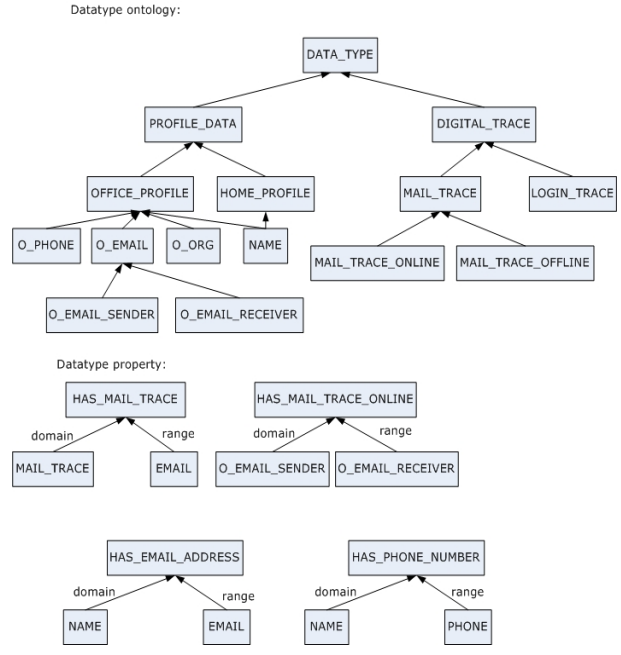 Datatype ontology:
DATA_TYPE
PROFILE_DATA DIGITAL_TRACE
OFFICE_PROFILE HOME_PROFILE MAIL_TRACE LOGIN_TRACE
O_PHONE O_EMAIL O_ORG NAME
MAIL_TRACE_ONLINE MAIL_TRACE_OFFLINE
O_EMAIL_SENDER O_EMAIL_RECEIVER
Datatype property:
HAS_MAIL_TRACE HAS_MAIL_TRACE_ONLINE
domain range domain range
MAIL_TRACE EMAIL O_EMAIL_SENDER O_EMAIL_RECEIVER
HAS_EMAIL_ADDRESS HAS_PHONE_NUMBER
domain range domain range
NAME EMAIL NAME PHONE